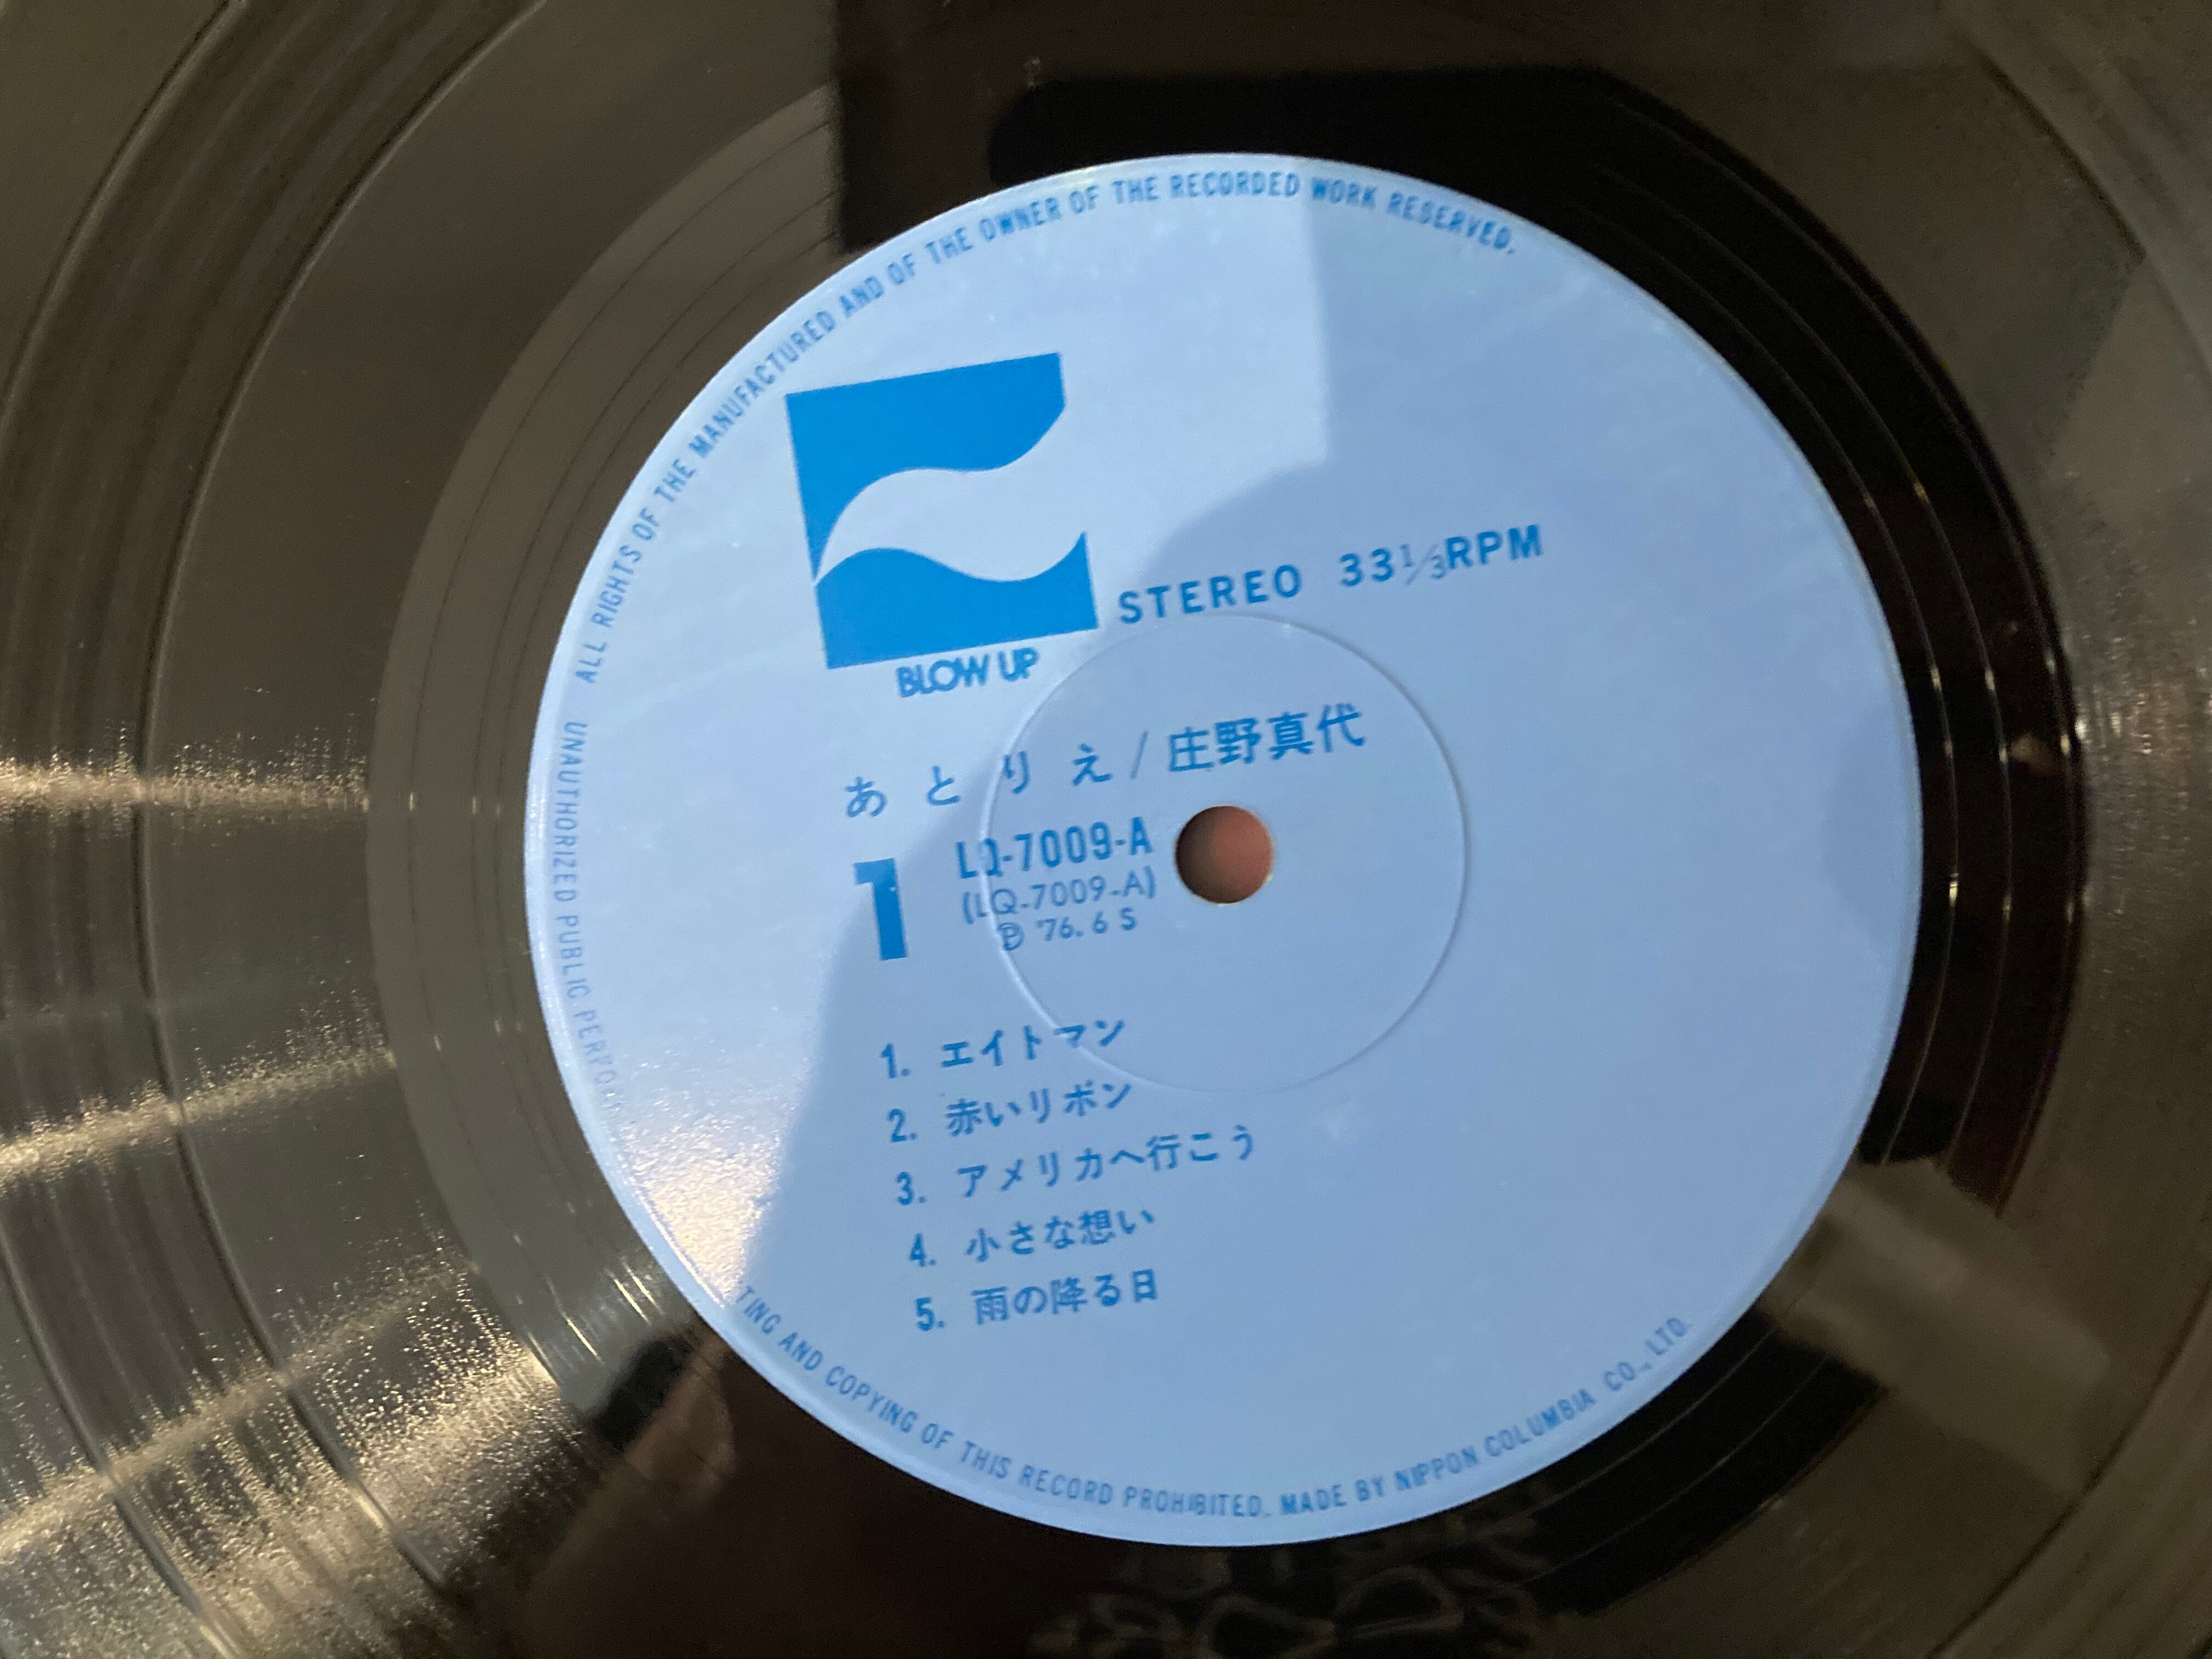 ALL RIGHTS OF THE MANUFACTURED AND OF THE OWNER OF THE RECORDED WORK RESERVED.
BLOW UP
STEREO 33⅓RPM
あとりえ/庄野真代
1
LQ-7009-A
(LQ-7009-A)
Ⓟ '76. 6 S
1. エイトマン
2. 赤いリボン
3. アメリカへ行こう
4. 小さな想い
5. 雨の降る日
UNAUTHORIZED PUBLIC
TING AND COPYING OF THIS RECORD PROHIBITED. MADE BY NIPPON COLUMBIA CO., LTD.